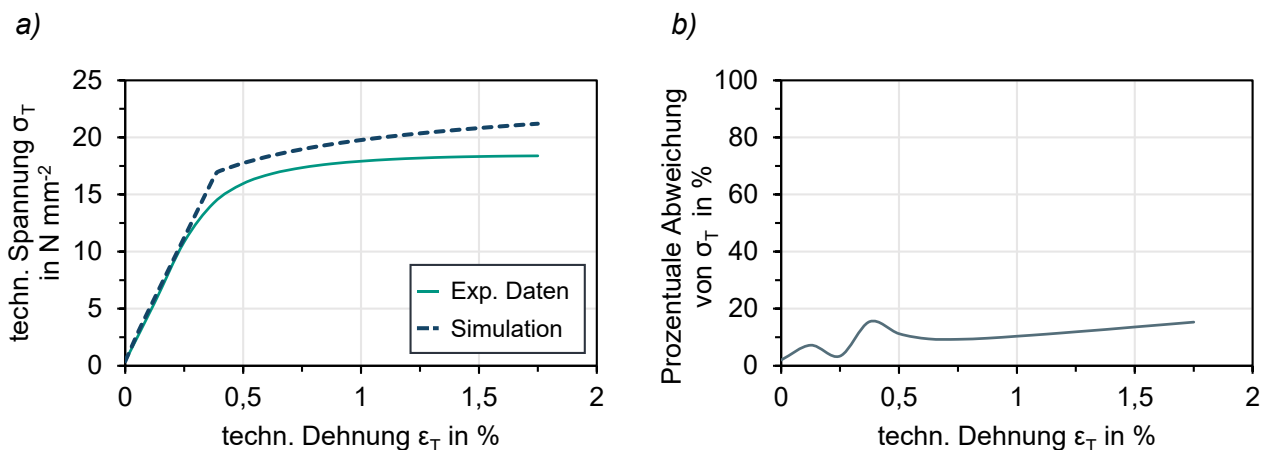 a)
techn. Spannung σT
in N mm-2
25
20
15
10
5
0
Exp. Daten
Simulation
0 0,5 1 1,5 2
techn. Dehnung εT in %
b)
Prozentuale Abweichung
von σT in %
100
80
60
40
20
0
0 0,5 1 1,5 2
techn. Dehnung εT in %